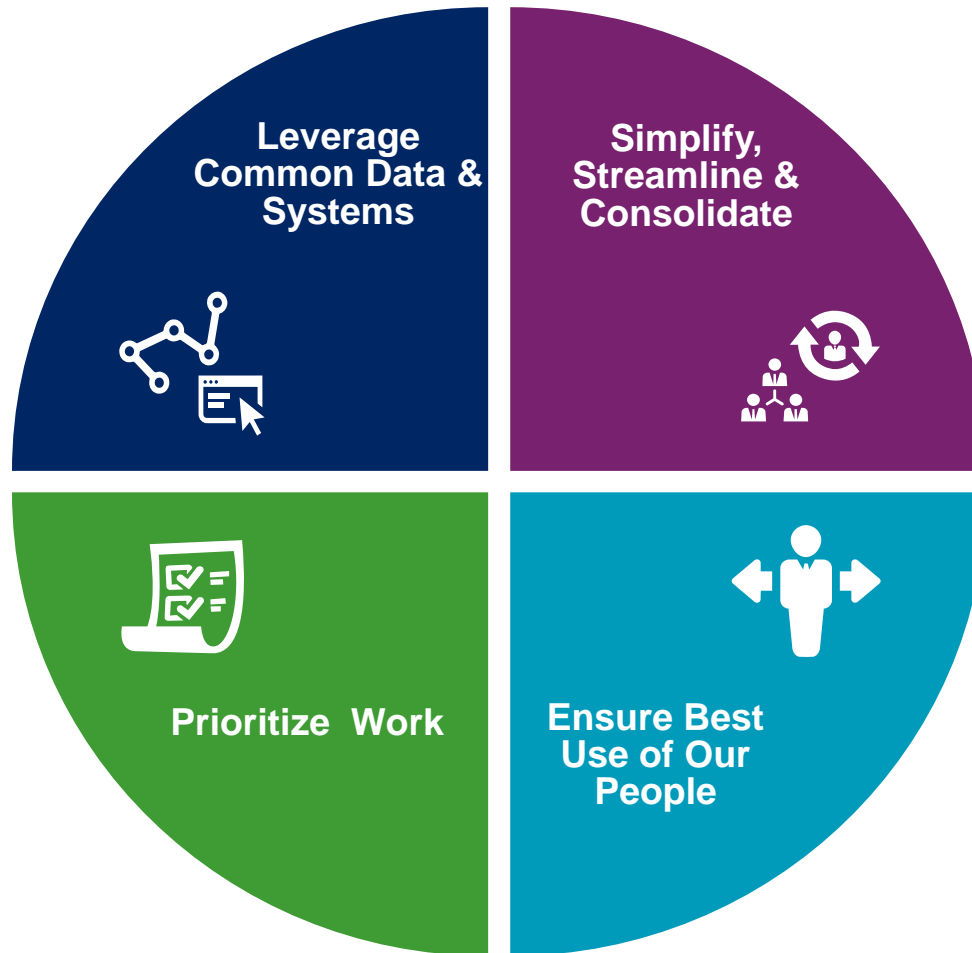 Leverage
Common Data &
Systems
Simplify,
Streamline &
Consolidate
Prioritize  Work
Ensure Best
Use of Our
People